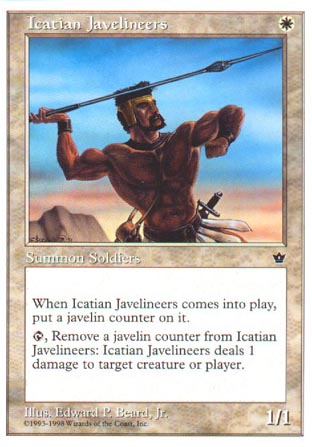 Icatian Javelineers
Summon Soldiers
When Icatian Javelineers comes into play,
put a javelin counter on it.
, Remove a javelin counter from Icatian
Javelineers: Icatian Javelineers deals 1
damage to target creature or player.
Illus. Edward P. Beard, Jr.
©1993-1998 Wizards of the Coast, Inc.
1/1